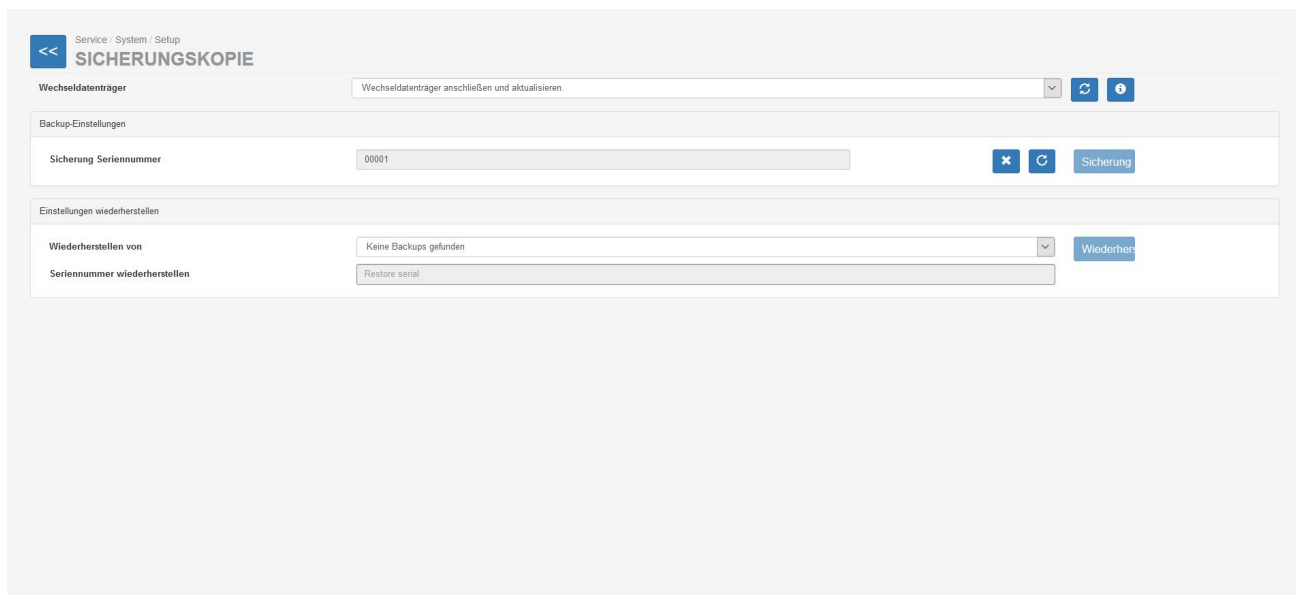 <<
Service / System / Setup
SICHERUNGSKOPIE
Wechseldatenträger
Wechseldatenträger anschließen und aktualisieren.
Backup-Einstellungen
Sicherung Seriennummer
00001
Sicherung
Einstellungen wiederherstellen
Wiederherstellen von
Keine Backups gefunden
Wiederhers
Seriennummer wiederherstellen
Restore serial